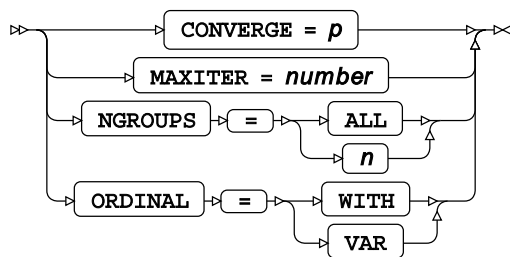 CONVERGE = p
MAXITER = number
NGROUPS = ALL
n
ORDINAL = WITH
VAR